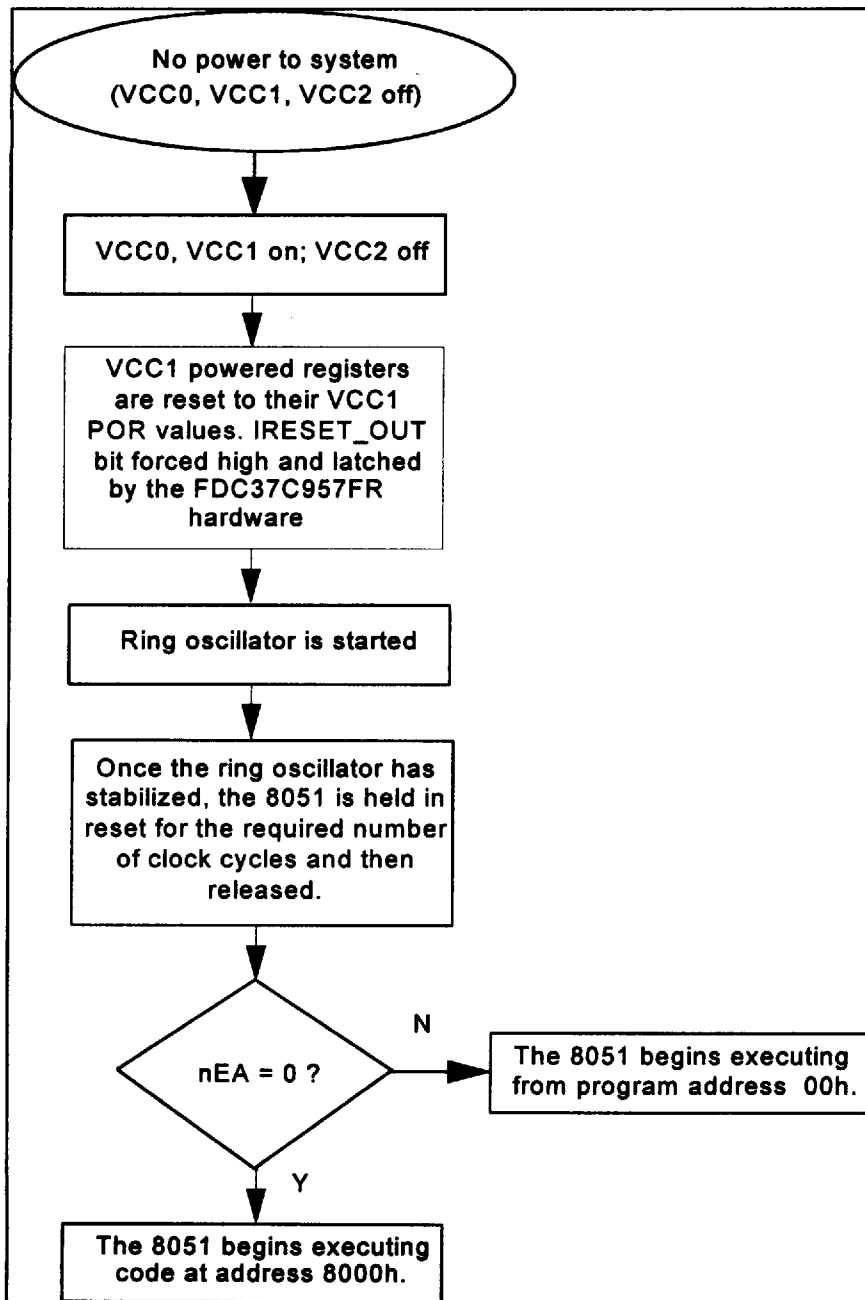 No power to system
(VCC0, VCC1, VCC2 off)
VCC0, VCC1 on; VCC2 off
VCC1 powered registers
are reset to their VCC1
POR values. IRESET_OUT
bit forced high and latched
by the FDC37C957FR
hardware
Ring oscillator is started
Once the ring oscillator has
stabilized, the 8051 is held in
reset for the required number
of clock cycles and then
released.
nEA = 0 ?
N
The 8051 begins executing
from program address 00h.
Y
The 8051 begins executing
code at address 8000h.